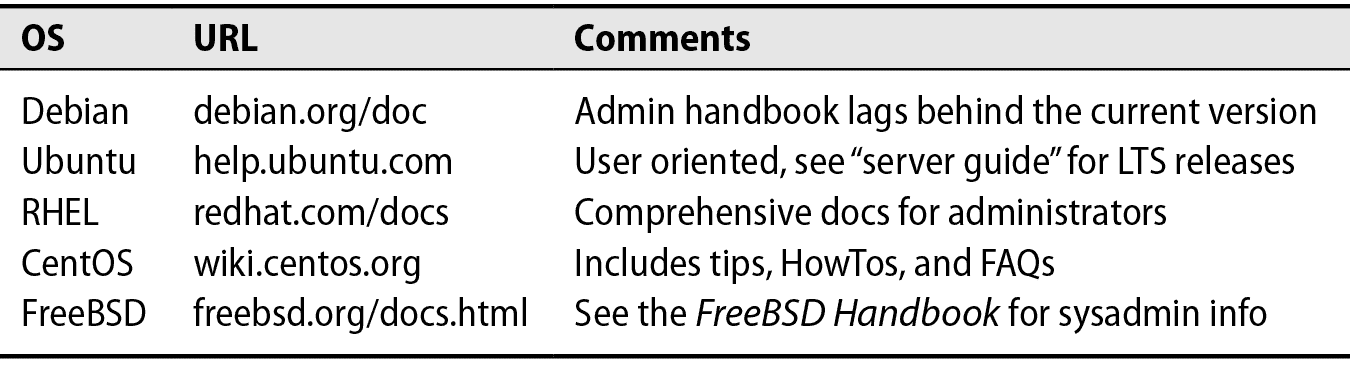 OS URL Comments
Debian debian.org/doc Admin handbook lags behind the current version
Ubuntu help.ubuntu.com User oriented, see “server guide” for LTS releases
RHEL redhat.com/docs Comprehensive docs for administrators
CentOS wiki.centos.org Includes tips, HowTos, and FAQs
FreeBSD freebsd.org/docs.html See the FreeBSD Handbook for sysadmin info